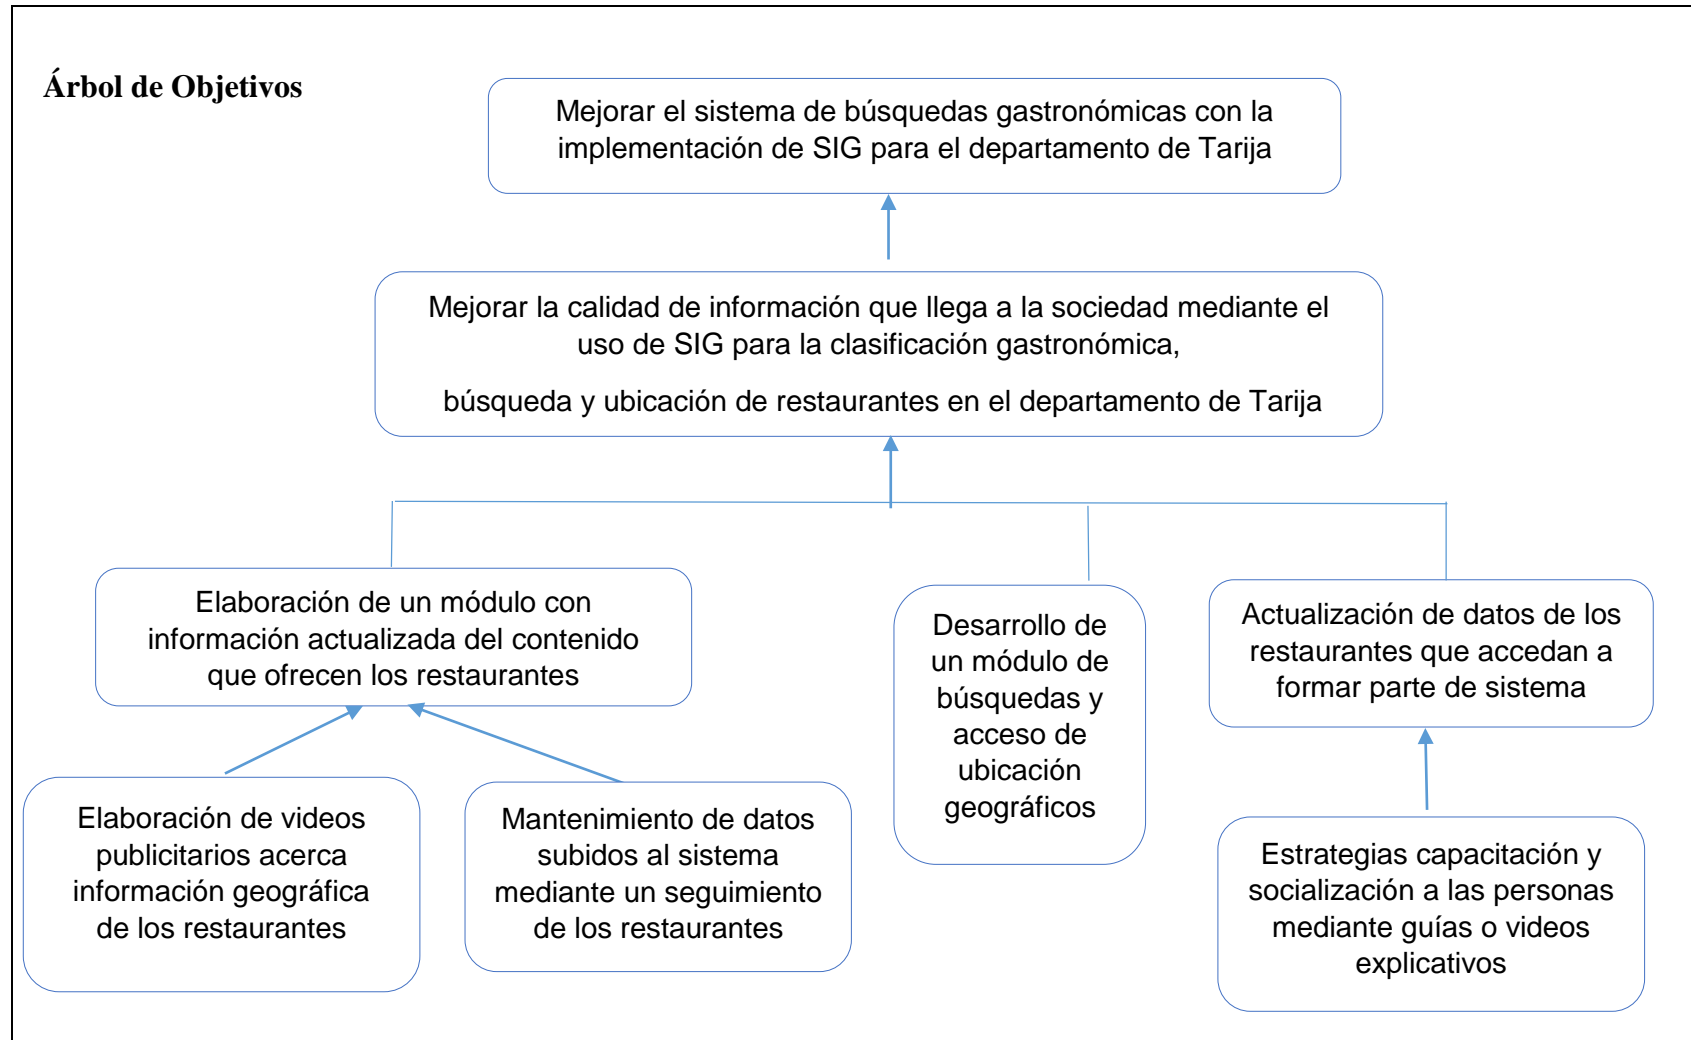 Árbol de Objetivos
Mejorar el sistema de búsquedas gastronómicas con la
implementación de SIG para el departamento de Tarija
Mejorar la calidad de información que llega a la sociedad mediante el
uso de SIG para la clasificación gastronómica,
búsqueda y ubicación de restaurantes en el departamento de Tarija
Elaboración de un módulo con
información actualizada del contenido
que ofrecen los restaurantes
Desarrollo de
un módulo de
búsquedas y
acceso de
ubicación
geográficos
Actualización de datos de los
restaurantes que accedan a
formar parte de sistema
Elaboración de videos
publicitarios acerca
información geográfica
de los restaurantes
Mantenimiento de datos
subidos al sistema
mediante un seguimiento
de los restaurantes
Estrategias capacitación y
socialización a las personas
mediante guías o videos
explicativos